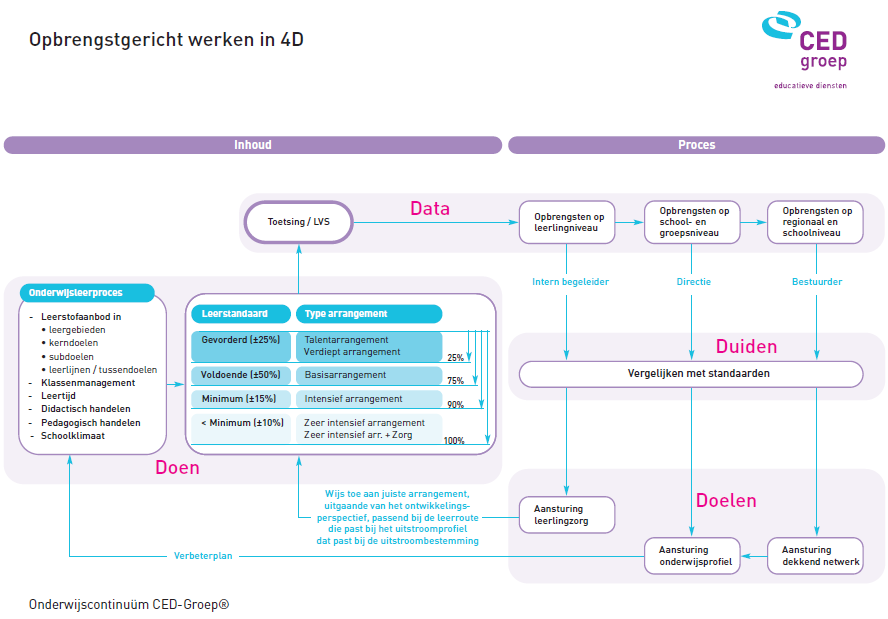 Opbrengstgericht werken in 4D
CED
groep
educatieve diensten
Inhoud
Proces
Toetsing / LVS
Data
Opbrengsten op
leerlingniveau
Opbrengsten op
school- en
groepsniveau
Opbrengsten op
regionaal en
schoolniveau
Intern begeleider
Directie
Bestuurder
Onderwijsleerproces
- Leerstofaanbod in
• leergebieden
• kerndoelen
• subdoelen
• leerlijnen / tussendoelen
- Klassenmanagement
- Leertijd
- Didactisch handelen
- Pedagogisch handelen
- Schoolklimaat
Leerstandaard
Type arrangement
Gevorderd (±25%)
Talentarrangement
Verdiept arrangement
25%
Voldoende (±50%)
Basisarrangement
75%
Minimum (±15%)
Intensief arrangement
90%
< Minimum (±10%)
Zeer intensief arrangement
Zeer intensief arr. + Zorg
100%
Duiden
Vergelijken met standaarden
Doen
Doelen
Wijs toe aan juiste arrangement,
uitgaande van het ontwikkelings-
perspectief, passend bij de leerroute
die past bij het uitstroomprofiel
dat past bij de uitstroombestemming
Aansturing
leerlingzorg
Verbeterplan
Aansturing
onderwijsprofiel
Aansturing
dekkend netwerk
Onderwijscontinuüm CED-Groep®